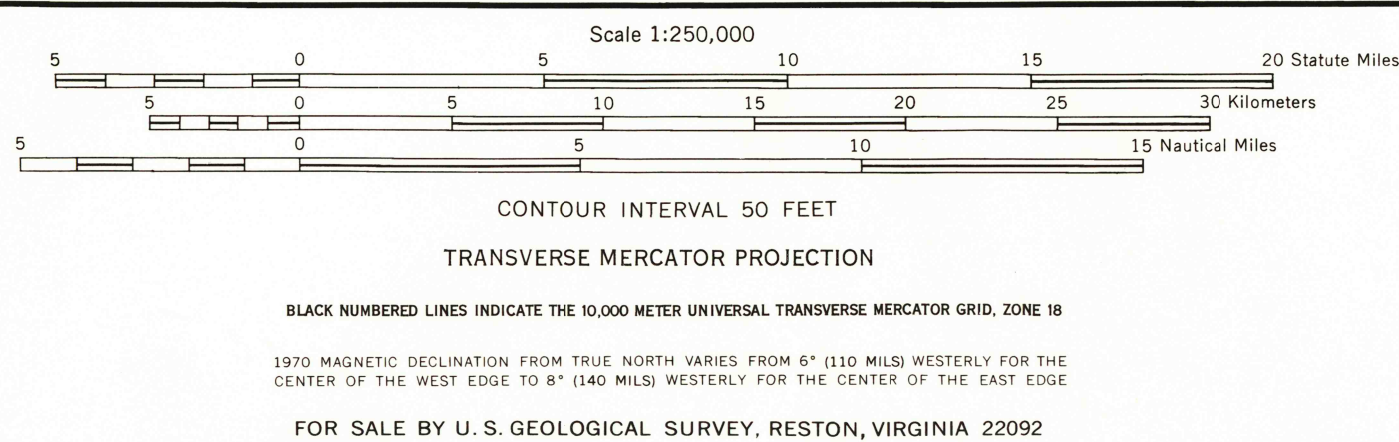 Scale 1:250,000
5 0 5 10 15 20 Statute Miles
5 0 5 10 15 20 25 30 Kilometers
5 0 5 10 15 Nautical Miles
CONTOUR INTERVAL 50 FEET
TRANSVERSE MERCATOR PROJECTION
BLACK NUMBERED LINES INDICATE THE 10,000 METER UNIVERSAL TRANSVERSE MERCATOR GRID, ZONE 18
1970 MAGNETIC DECLINATION FROM TRUE NORTH VARIES FROM 6° (110 MILS) WESTERLY FOR THE
CENTER OF THE WEST EDGE TO 8° (140 MILS) WESTERLY FOR THE CENTER OF THE EAST EDGE
FOR SALE BY U. S. GEOLOGICAL SURVEY, RESTON, VIRGINIA 22092